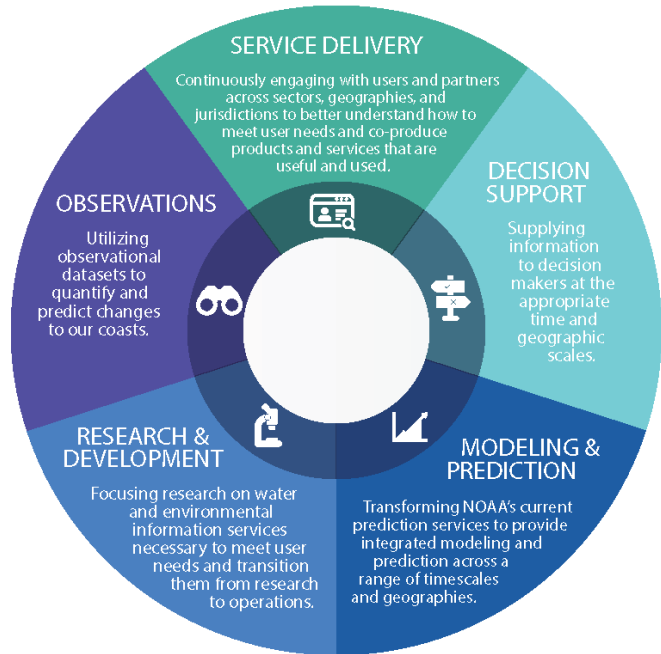 SERVICE DELIVERY
Continuously engaging with users and partners
across sectors, geographies, and
jurisdictions to better understand how to
meet user needs and co-produce
products and services that are
useful and used.
DECISION
SUPPORT
Supplying
information
to decision
makers at the
appropriate
time and
geographic
scales.
MODELING &
PREDICTION
Transforming NOAA's current
prediction services to provide
integrated modeling and
prediction across a
range of timescales
and geographies.
RESEARCH &
DEVELOPMENT
Focusing research on water
and environmental
information services
necessary to meet user
needs and transition
them from research
to operations.
OBSERVATIONS
Utilizing
observational
datasets to
quantify and
predict changes
to our coasts.